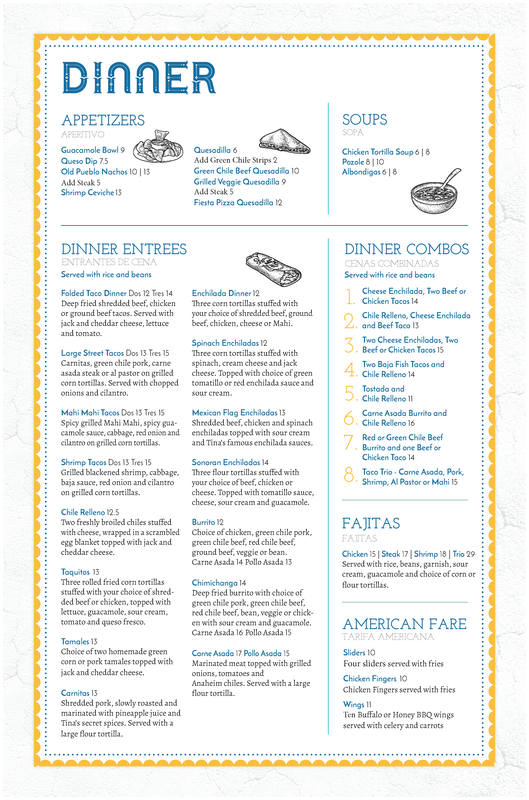 DINNER
APPETIZERS
APERITIVO
Guacamole Bowl 9
Queso Dip 7.5
Old Pueblo Nachos 10 | 13
Add Steak 5
Shrimp Ceviche 13
Quesadilla 6
Add Green Chile Strips 2
Green Chile Beef Quesadilla 10
Grilled Veggie Quesadilla 9
Add Steak 5
Fiesta Pizza Quesadilla 12
SOUPS
SOPA
Chicken Tortilla Soup 6 | 8
Pozole 8 | 10
Albondigas 6 | 8
DINNER ENTREES
ENTRANTES DE CENA
Served with rice and beans
Folded Taco Dinner Dos 12 Tres 14
Deep fried shredded beef, chicken
or ground beef tacos. Served with
jack and cheddar cheese, lettuce
and tomato.
Large Street Tacos Dos 13 Tres 15
Carnitas, green chile pork, carne
asada steak or al pastor on grilled
corn tortillas. Served with chopped
onions and cilantro.
Mahi Mahi Tacos Dos 13 Tres 15
Spicy grilled Mahi Mahi, spicy gua-
camole sauce, cabbage, red onion and
cilantro on grilled corn tortillas.
Shrimp Tacos Dos 13 Tres 15
Grilled blackened shrimp, cabbage,
baja sauce, red onion and cilantro
on grilled corn tortillas.
Chile Relleno 12.5
Two freshly broiled chiles stuffed
with cheese, wrapped in a scrambled
egg blanket topped with jack and
cheddar cheese.
Taquitos 13
Three rolled fried corn tortillas
stuffed with your choice of shred-
ded beef or chicken, topped with
lettuce, guacamole, sour cream,
tomato and queso fresco.
Tamales 13
Choice of two homemade green
corn or pork tamales topped with
jack and cheddar cheese.
Carnitas 13
Shredded pork, slowly roasted and
marinated with pineapple juice and
Tina's secret spices. Served with a
large flour tortilla.
Enchilada Dinner 12
Three corn tortillas stuffed with
your choice of shredded beef, ground
beef, chicken, cheese or Mahi.
Spinach Enchiladas 12
Three corn tortillas stuffed with
spinach, cream cheese and jack
cheese. Topped with choice of green
tomatillo or red enchilada sauce and
sour cream.
Mexican Flag Enchiladas 13
Shredded beef, chicken and spinach
enchiladas topped with sour cream
and Tina's famous enchilada sauces.
Sonoran Enchiladas 14
Three flour tortillas stuffed with
your choice of beef, chicken or
cheese. Topped with tomatillo sauce,
cheese, sour cream and guacamole.
Burrito 12
Choice of chicken, green chile pork,
green chile beef, red chile beef,
ground beef, veggie or bean.
Carne Asada 14 Pollo Asada 13
Chimichanga 14
Deep fried burrito with choice of
green chile pork, green chile beef,
red chile beef, bean, veggie or chick-
en with sour cream and guacamole.
Carne Asada 16 Pollo Asada 15
Carne Asada 17 Pollo Asada 15
Marinated meat topped with grilled
onions, tomatoes and
Anaheim chiles. Served with a large
flour tortilla.
DINNER COMBOS
CENAS COMBINADAS
Served with rice and beans
1. Cheese Enchilada, Two Beef or
Chicken Tacos 14
2. Chile Relleno, Cheese Enchilada
and Beef Taco 13
3. Two Cheese Enchiladas, Two
Beef or Chicken Tacos 15
4. Two Baja Fish Tacos and
Chile Relleno 14
5. Tostada and
Chile Relleno 11
6. Carne Asada Burrito and
Chile Relleno 16
7. Red or Green Chile Beef
Burrito and one Beef or
Chicken Taco 14
8. Taco Trio - Carne Asada, Pork,
Shrimp, Al Pastor or Mahi 15
FAJITAS
FAJITAS
Chicken 15 | Steak 17 | Shrimp 18 | Trio 29
Served with rice, beans, garnish, sour
cream, guacamole and choice of corn or
flour tortillas.
AMERICAN FARE
TARIFA AMERICANA
Sliders 10
Four sliders served with fries
Chicken Fingers 10
Chicken Fingers served with fries
Wings 11
Ten Buffalo or Honey BBQ wings
served with celery and carrots